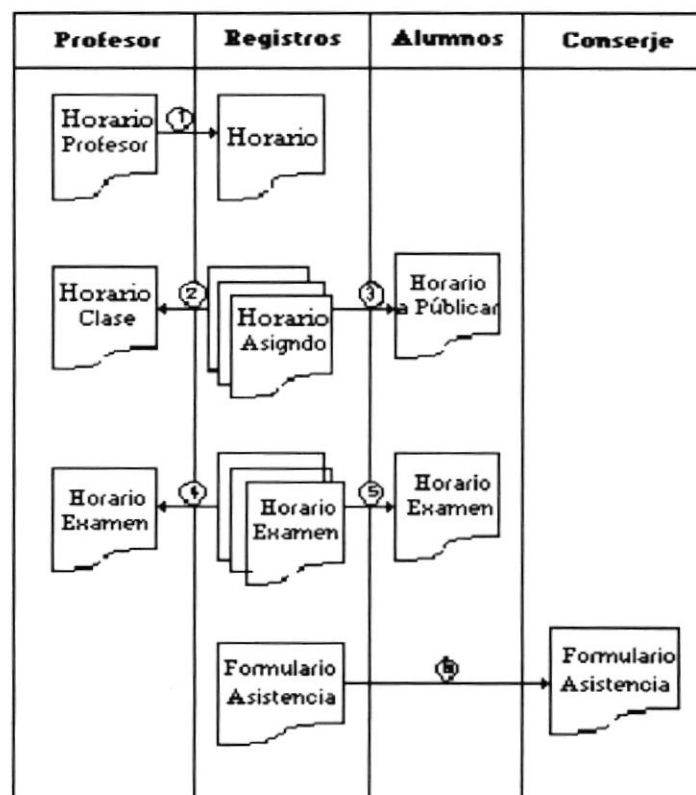 Profesor
Registros
Alumnos
Conserje
Horario
Profesor
1
Horario
Horario
Clase
2
Horario
Asigndo
3
Horario
a Públicar
Horario
Examen
4
Horario
Examen
5
Horario
Examen
Formulario
Asistencia
6
Formulario
Asistencia